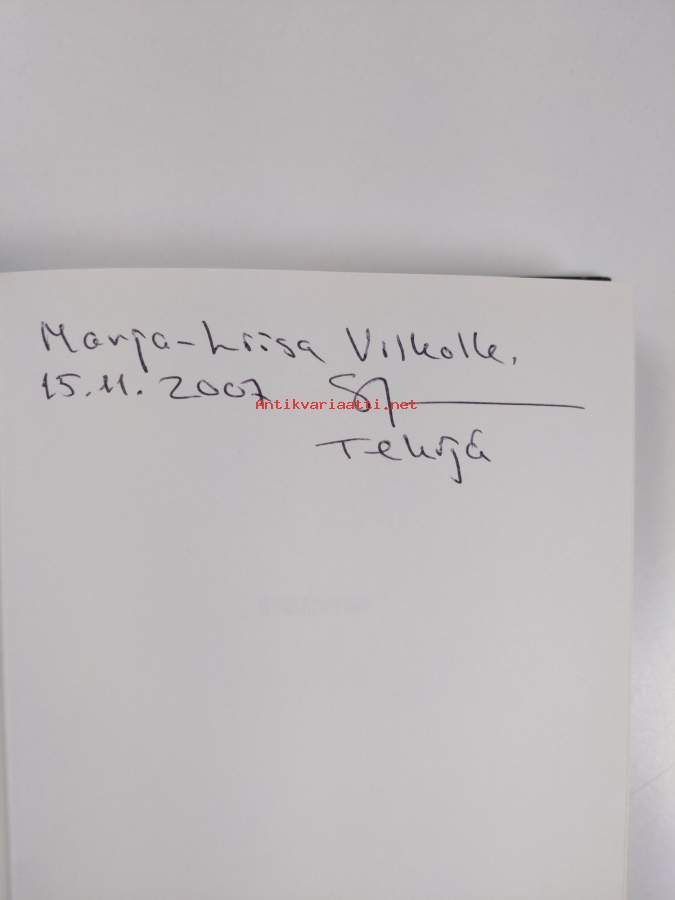 Marja-Liisa Vilkolle.
15.11.2007
Antikvariaatti.net
Tekijä